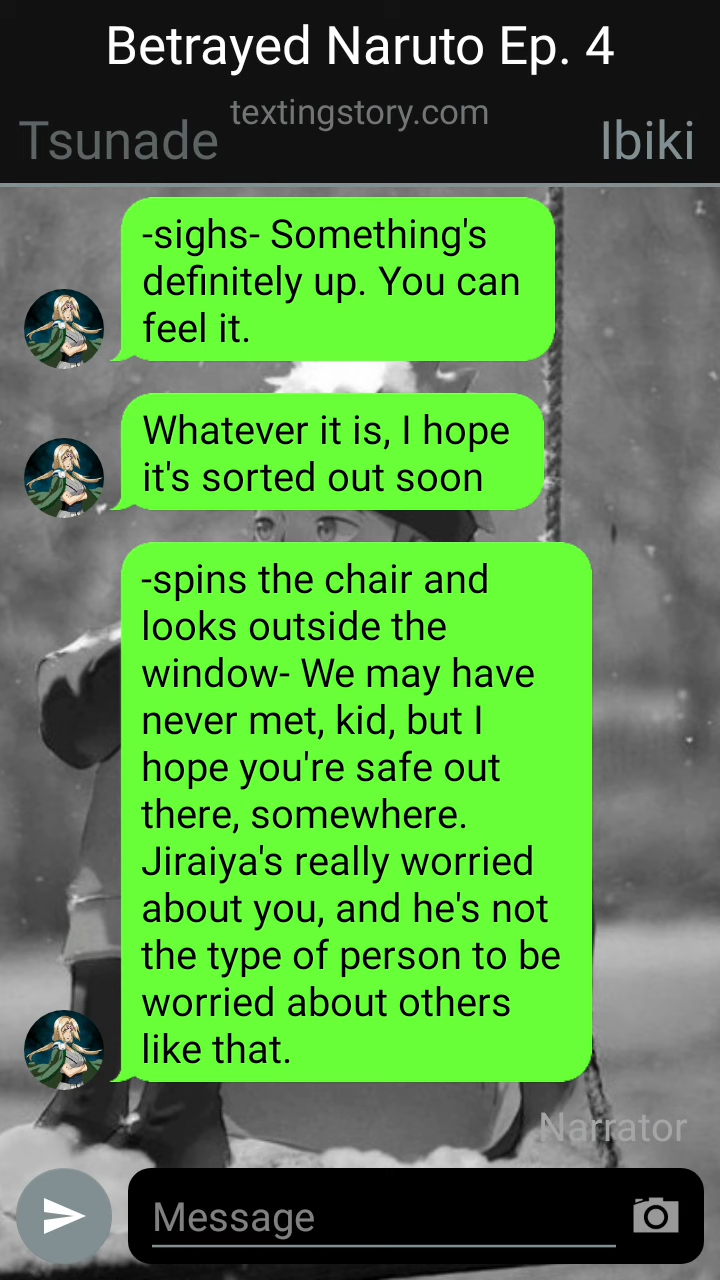 Betrayed Naruto Ep. 4
textingstory.com
Tsunade
Ibiki
-sighs- Something's
definitely up. You can
feel it.
Whatever it is, I hope
it's sorted out soon
-spins the chair and
looks outside the
window- We may have
never met, kid, but I
hope you're safe out
there, somewhere.
Jiraiya's really worried
about you, and he's not
the type of person to be
worried about others
like that.
Narrator
Message